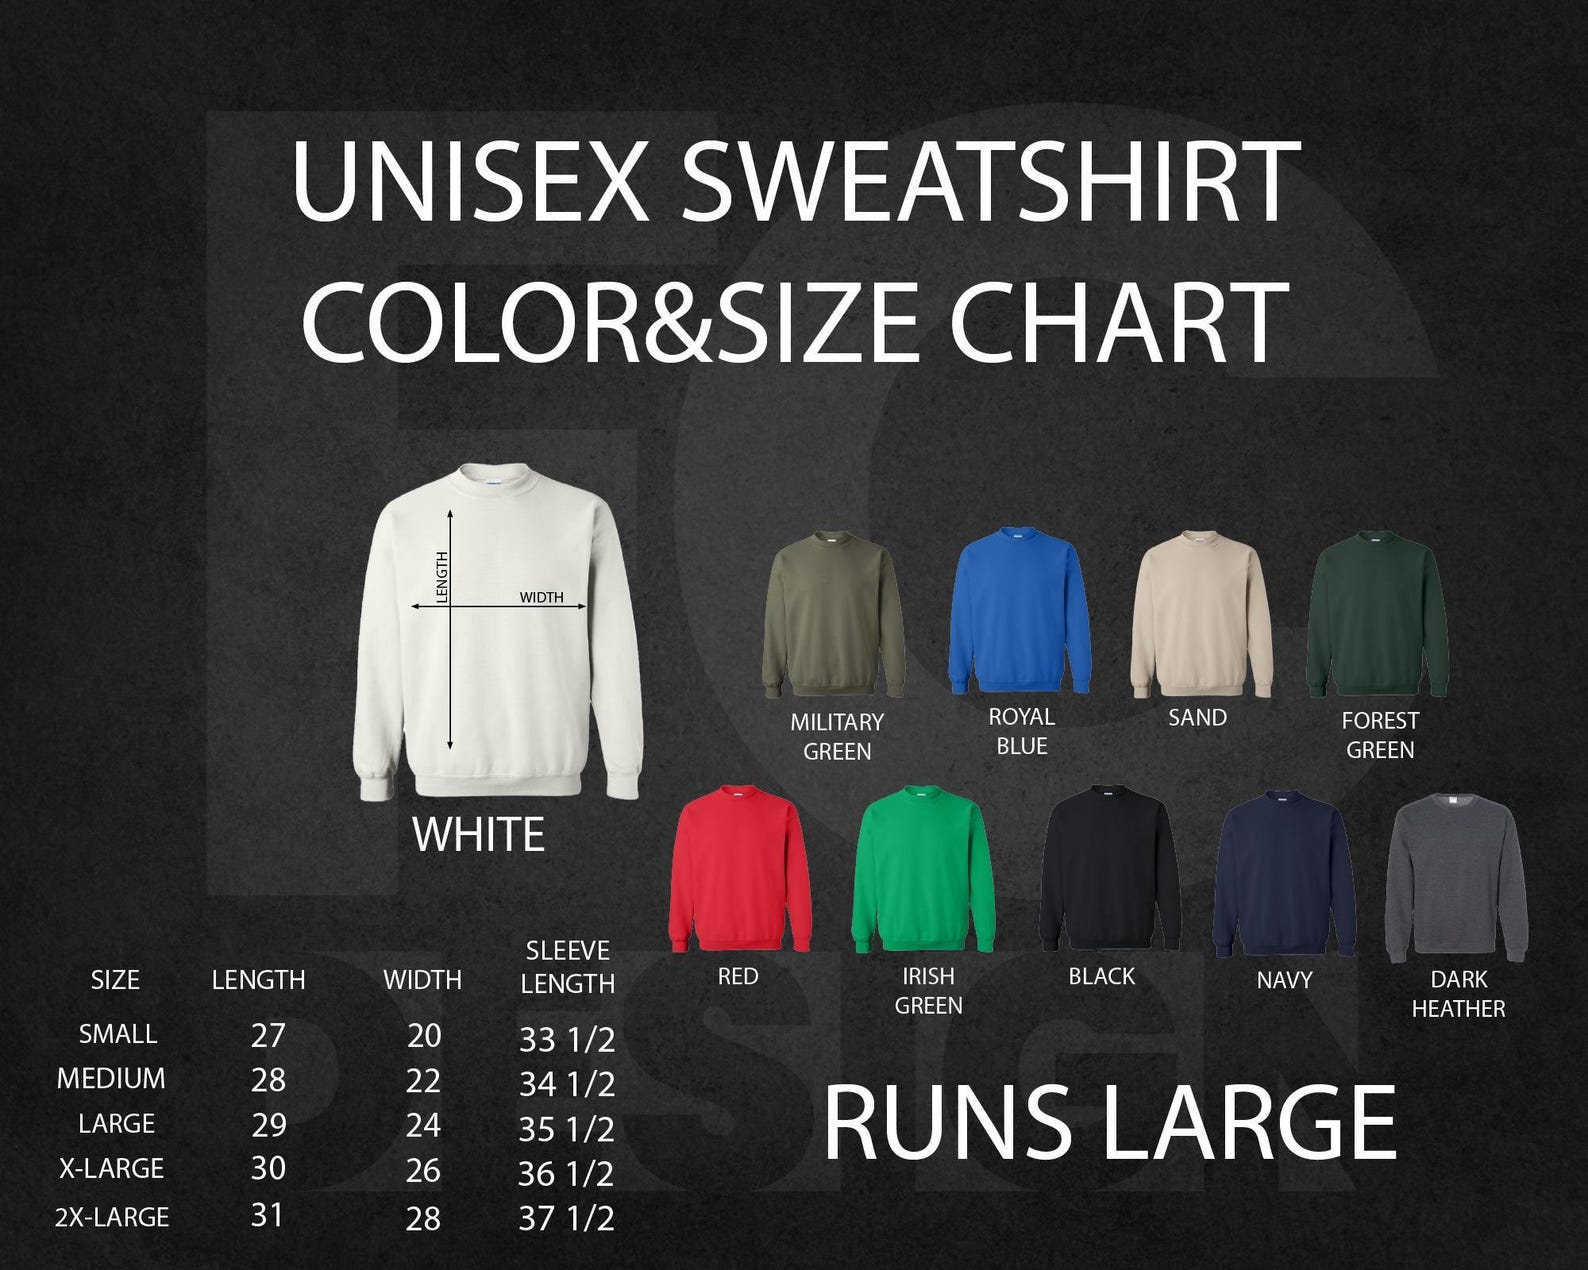 UNISEX SWEATSHIRT
COLOR&SIZE CHART
LENGTH
WIDTH
WHITE
MILITARY
GREEN
ROYAL
BLUE
SAND
FOREST
GREEN
RED
IRISH
GREEN
BLACK
NAVY
DARK
HEATHER
SIZE LENGTH WIDTH SLEEVE LENGTH
SMALL 27 20 33 1/2
MEDIUM 28 22 34 1/2
LARGE 29 24 35 1/2
X-LARGE 30 26 36 1/2
2X-LARGE 31 28 37 1/2
RUNS LARGE
FC
DESIGN